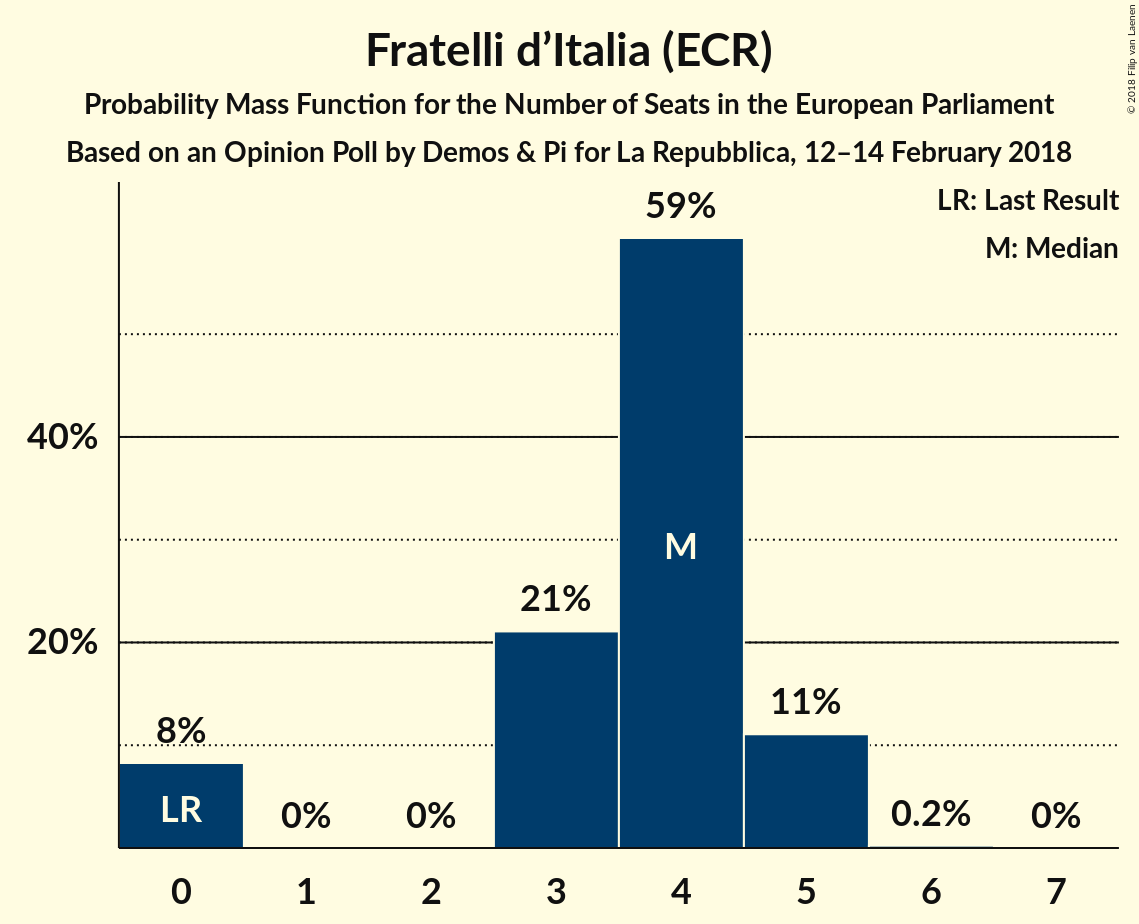 Fratelli d’Italia (ECR)
Probability Mass Function for the Number of Seats in the European Parliament
Based on an Opinion Poll by Demos & Pi for La Repubblica, 12–14 February 2018
© 2018 Filip van Laenen
LR: Last Result
M: Median
59%
40%
M
21%
20%
11%
8%
LR
0%
0%
0.2%
0%
0 1 2 3 4 5 6 7